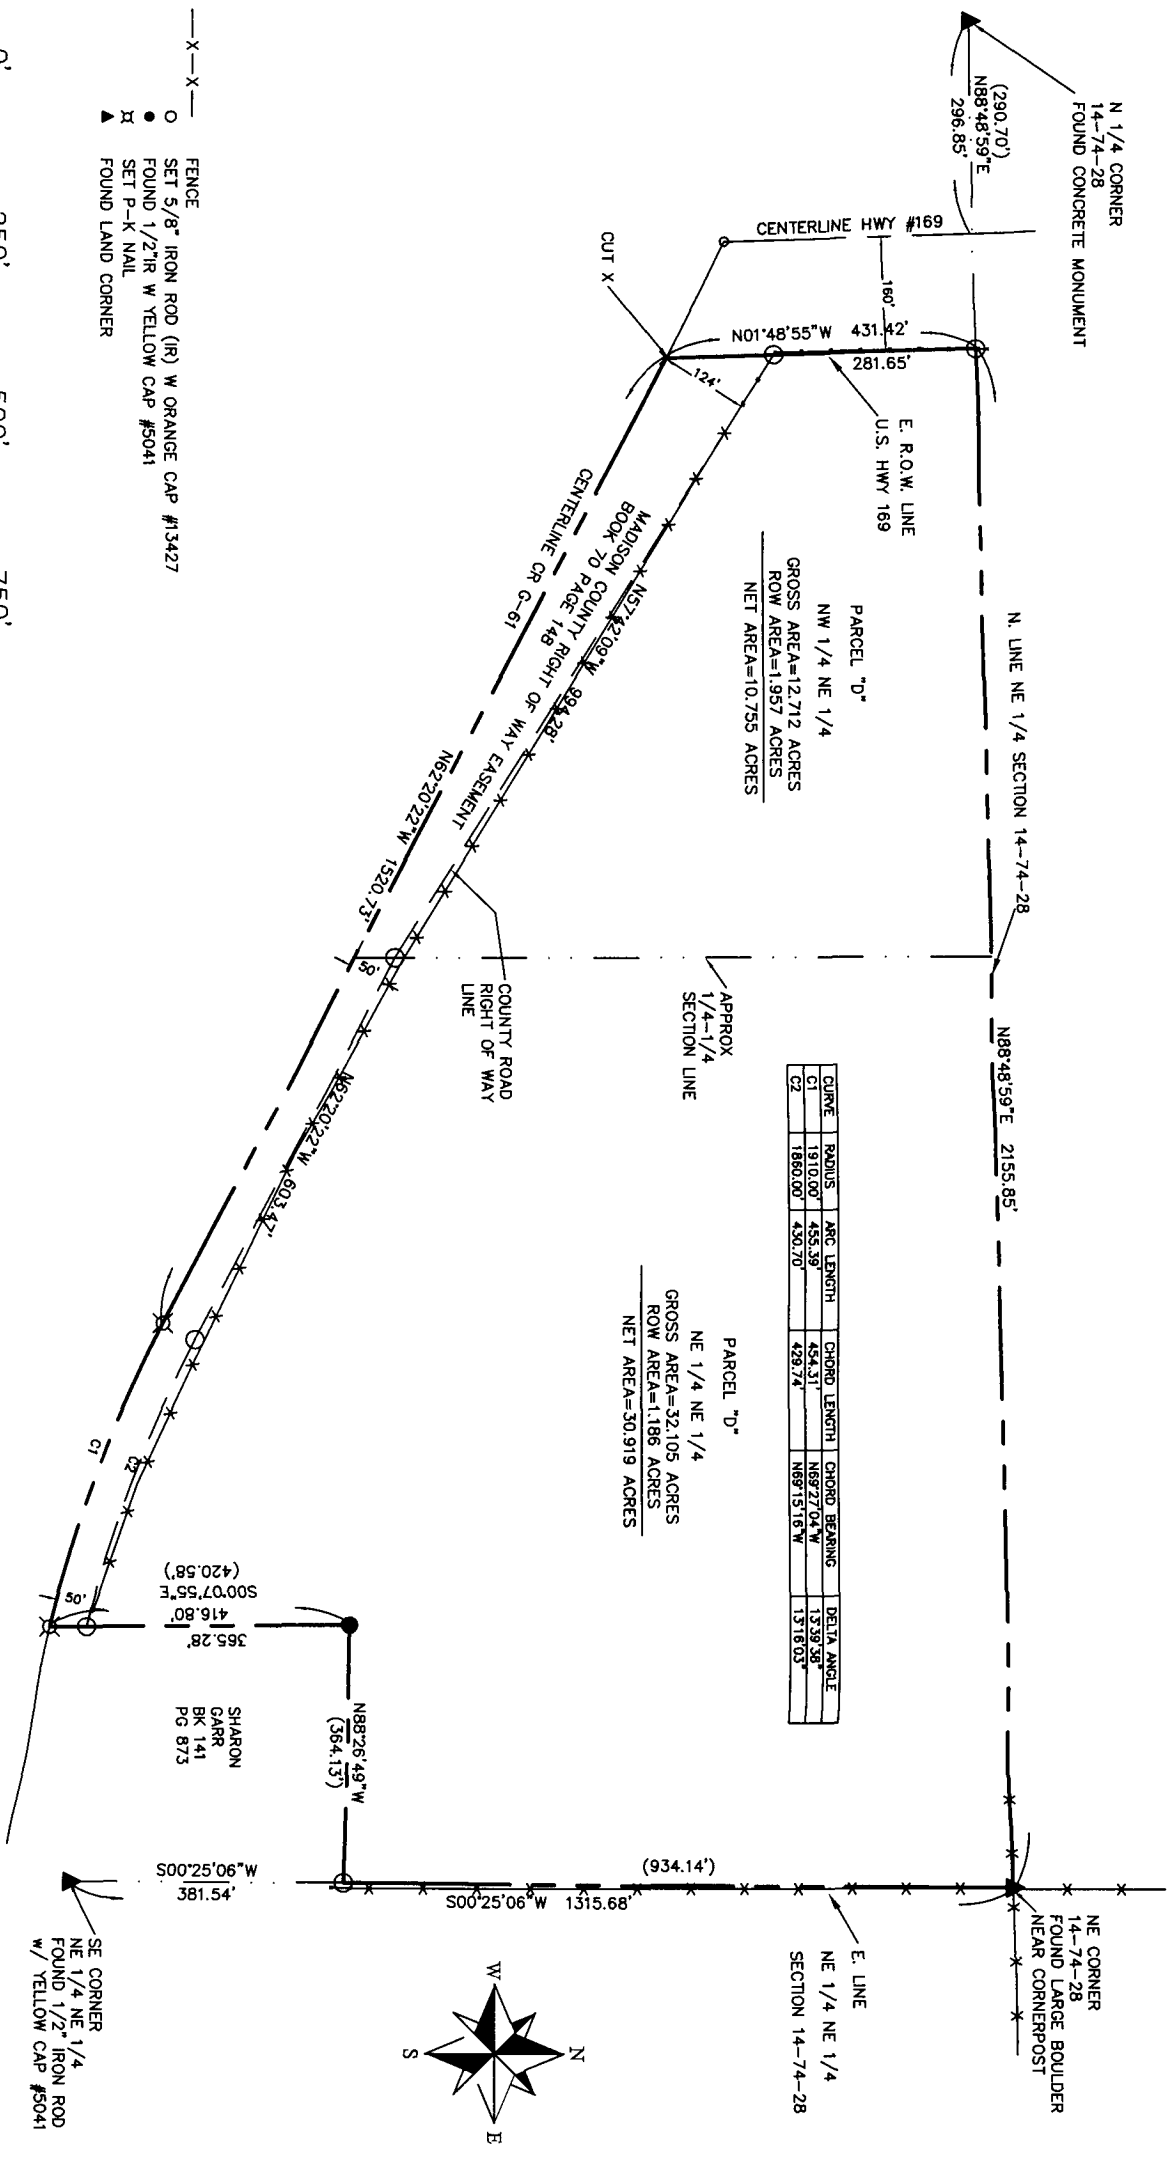 N 1/4 CORNER
14-74-28
FOUND CONCRETE MONUMENT
(290.70')
N88°48'59"E
296.85'
CENTERLINE HWY #169
160'
CUT X
N01°48'55"W 431.42'
281.65'
124'
E. R.O.W. LINE
U.S. HWY 169
N. LINE NE 1/4 SECTION 14-74-28
N88°48'59"E 2155.85'
PARCEL "D"
NW 1/4 NE 1/4
GROSS AREA=12.712 ACRES
ROW AREA=1.957 ACRES
NET AREA=10.755 ACRES
N57°42'09"W 994.28'
MADISON COUNTY RIGHT OF WAY EASEMENT
BOOK 70 PAGE 148
CENTERLINE CR G-61
N62°20'22"W 1520.73'
50'
COUNTY ROAD
RIGHT OF WAY
LINE
APPROX
1/4-1/4
SECTION LINE
CURVE RADIUS ARC LENGTH CHORD LENGTH CHORD BEARING DELTA ANGLE
C1 1910.00' 455.39' 454.31' N69°27'04"W 13°39'38"
C2 1860.00' 430.70' 429.74' N69°15'16"W 13°16'03"
PARCEL "D"
NE 1/4 NE 1/4
GROSS AREA=32.105 ACRES
ROW AREA=1.186 ACRES
NET AREA=30.919 ACRES
N62°20'22"W 603.47'
C1
C2
50'
365.28'
416.80'
S00°07'55"E
(420.58')
N88°26'49"W
(364.13')
SHARON
GARR
BK 141
PG 873
(934.14')
S00°25'06"W 1315.68'
S00°25'06"W
381.54'
NE CORNER
14-74-28
FOUND LARGE BOULDER
NEAR CORNERPOST
E. LINE
NE 1/4 NE 1/4
SECTION 14-74-28
SE CORNER
NE 1/4 NE 1/4
FOUND 1/2" IRON ROD
w/ YELLOW CAP #5041
N
W
S
E
—X—X— FENCE
SET 5/8" IRON ROD (IR) W ORANGE CAP #13427
FOUND 1/2"IR W YELLOW CAP #5041
SET P-K NAIL
FOUND LAND CORNER